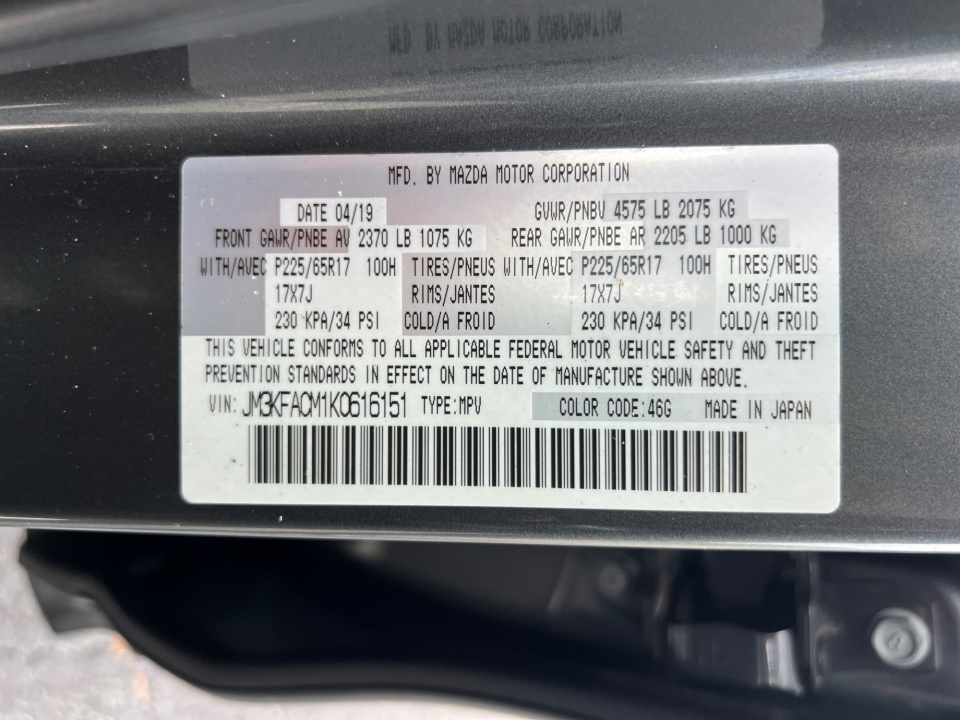 MFD. BY MAZDA MOTOR CORPORATION
DATE 04/19 GVWR/PNBV 4575 LB 2075 KG
FRONT GAWR/PNBE AV 2370 LB 1075 KG REAR GAWR/PNBE AR 2205 LB 1000 KG
WITH/AVEC P225/65R17 100H TIRES/PNEUS WITH/AVEC P225/65R17 100H TIRES/PNEUS
17X7J RIMS/JANTES 17X7J RIMS/JANTES
230 KPA/34 PSI COLD/A FROID 230 KPA/34 PSI COLD/A FROID
THIS VEHICLE CONFORMS TO ALL APPLICABLE FEDERAL MOTOR VEHICLE SAFETY AND THEFT
PREVENTION STANDARDS IN EFFECT ON THE DATE OF MANUFACTURE SHOWN ABOVE.
VIN: JM3KFACM1K0616151 TYPE:MPV COLOR CODE:46G MADE IN JAPAN